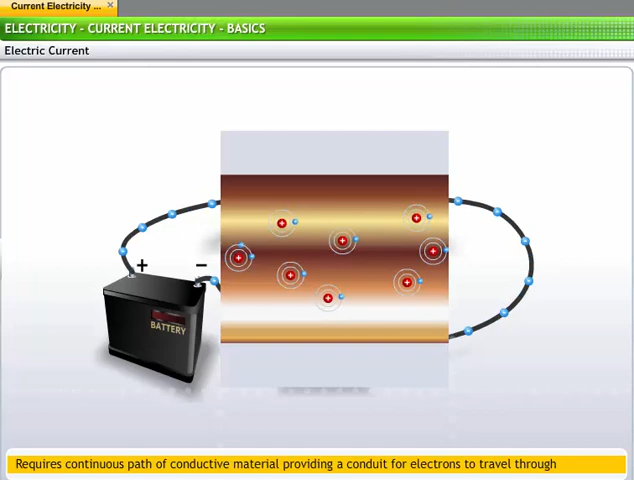 Current Electricity ...
ELECTRICITY - CURRENT ELECTRICITY - BASICS
Electric Current
+ −
BATTERY
Requires continuous path of conductive material providing a conduit for electrons to travel through